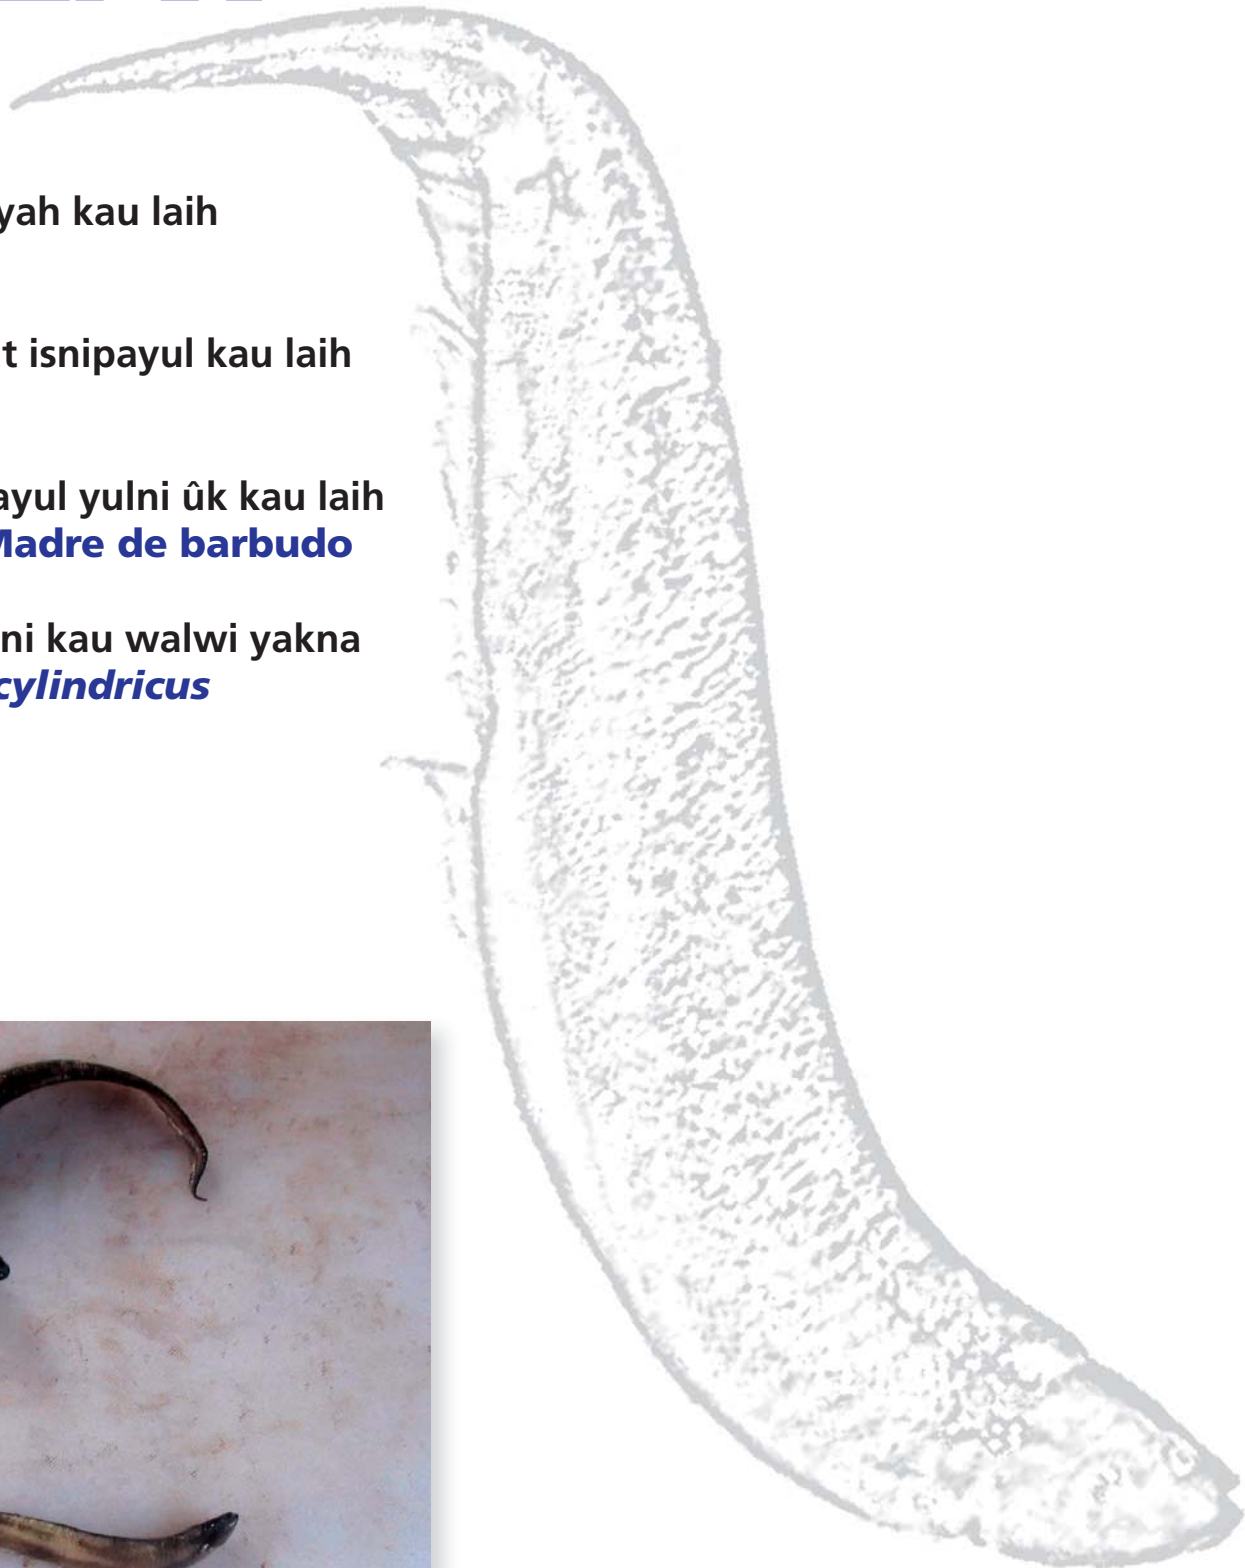 yah kau laih
t isnipayul kau laih
ayul yulni ûk kau laih
Madre de barbudo
ni kau walwi yakna
cylindricus